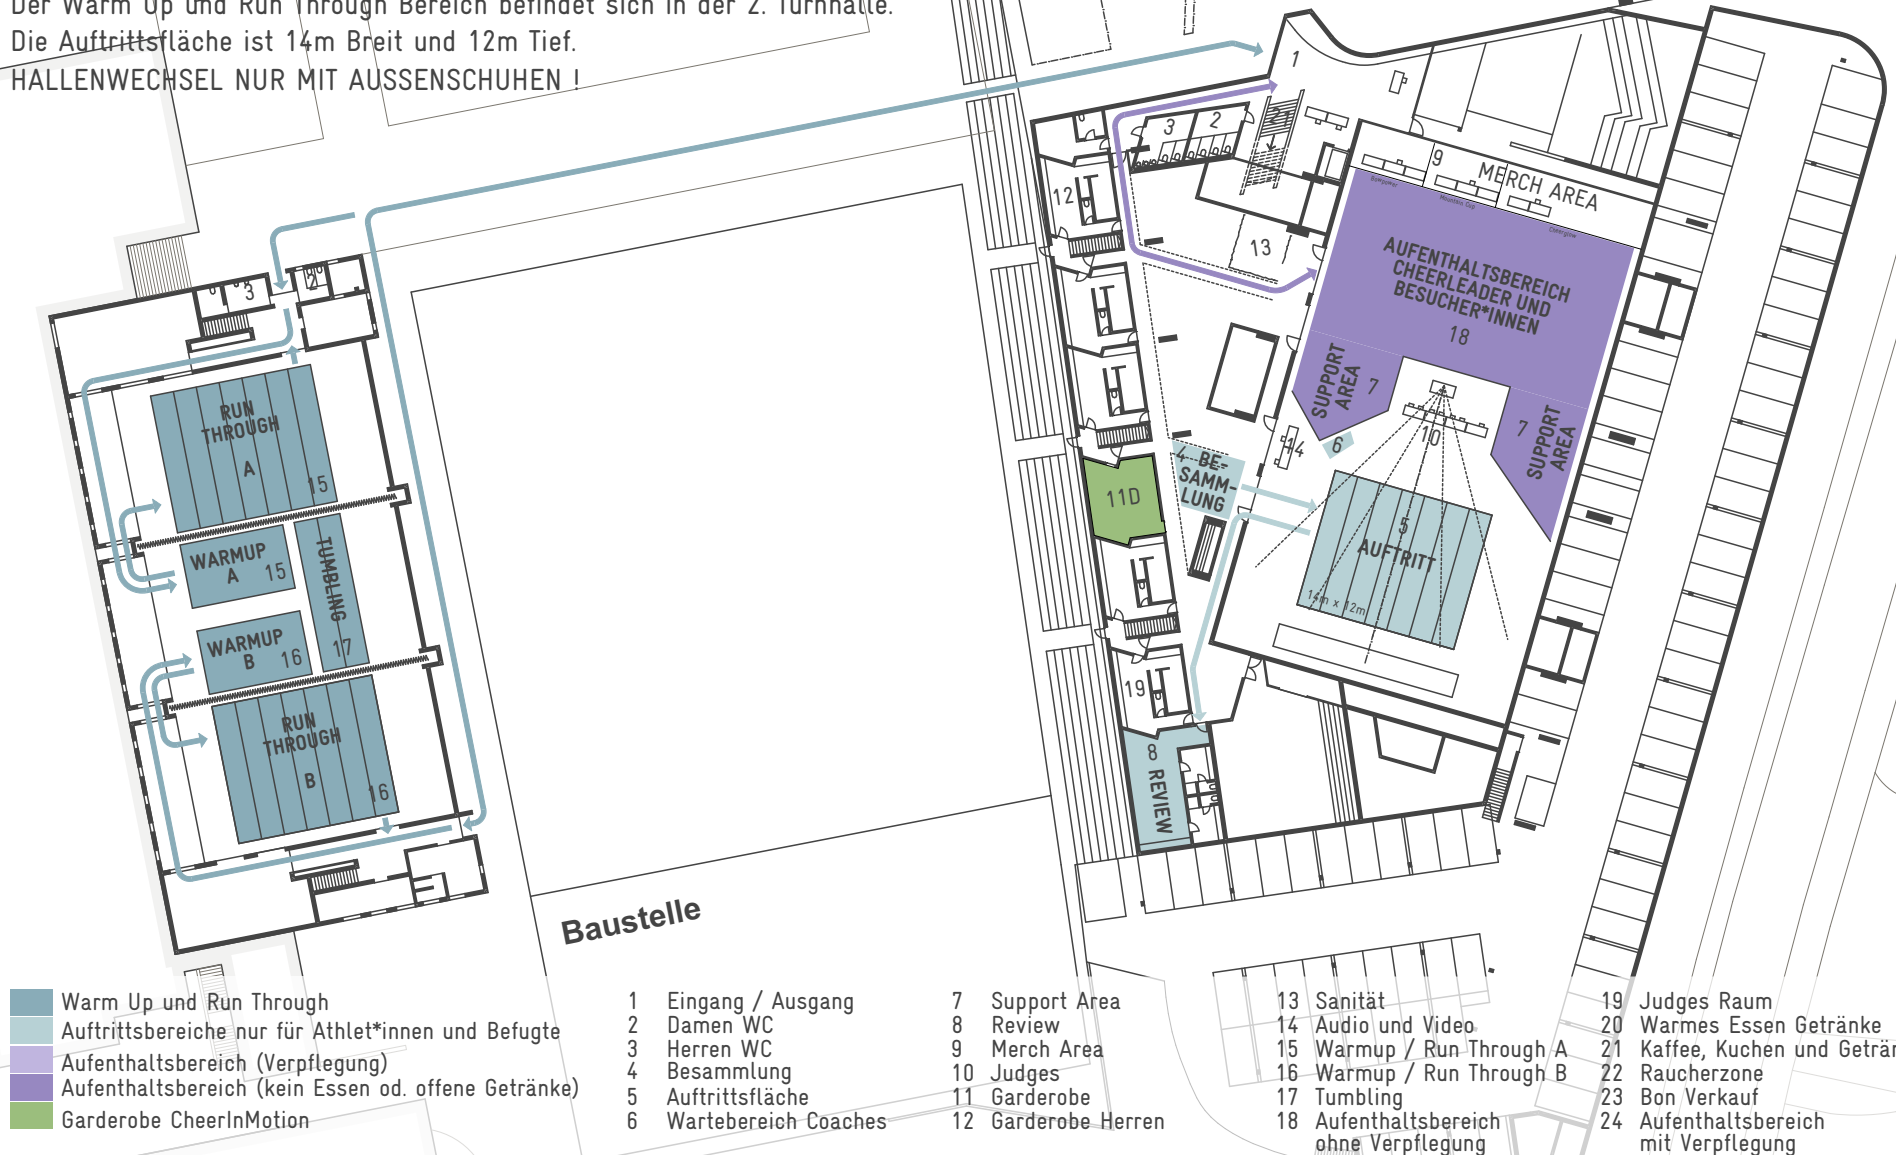 Der Warm Up und Run Through Bereich befindet sich in der 2. Turnhalle.
Die Auftrittsfläche ist 14m Breit und 12m Tief.
HALLENWECHSEL NUR MIT AUSSENSCHUHEN !
1
3
2
21
9
MERCH AREA
12
13
AUFENTHALTSBEREICH
CHEERLEADER UND
BESUCHER*INNEN
18
3
2
SUPPORT
AREA
7
7
SUPPORT
AREA
RUN
THROUGH
A
15
10
14
6
4 BE-
SAMM-
LUNG
11D
5
AUFTRITT
14m x 12m
WARMUP
A
15
TUMBLING
17
WARMUP
B
16
19
RUN
THROUGH
B
16
8
REVIEW
Baustelle
Warm Up und Run Through
Auftrittsbereiche nur für Athlet*innen und Befugte
Aufenthaltsbereich (Verpflegung)
Aufenthaltsbereich (kein Essen od. offene Getränke)
Garderobe CheerInMotion
1 Eingang / Ausgang
2 Damen WC
3 Herren WC
4 Besammlung
5 Auftrittsfläche
6 Wartebereich Coaches
7 Support Area
8 Review
9 Merch Area
10 Judges
11 Garderobe
12 Garderobe Herren
13 Sanität
14 Audio und Video
15 Warmup / Run Through A
16 Warmup / Run Through B
17 Tumbling
18 Aufenthaltsbereich
ohne Verpflegung
19 Judges Raum
20 Warmes Essen Getränke
21 Kaffee, Kuchen und Geträn
22 Raucherzone
23 Bon Verkauf
24 Aufenthaltsbereich
mit Verpflegung